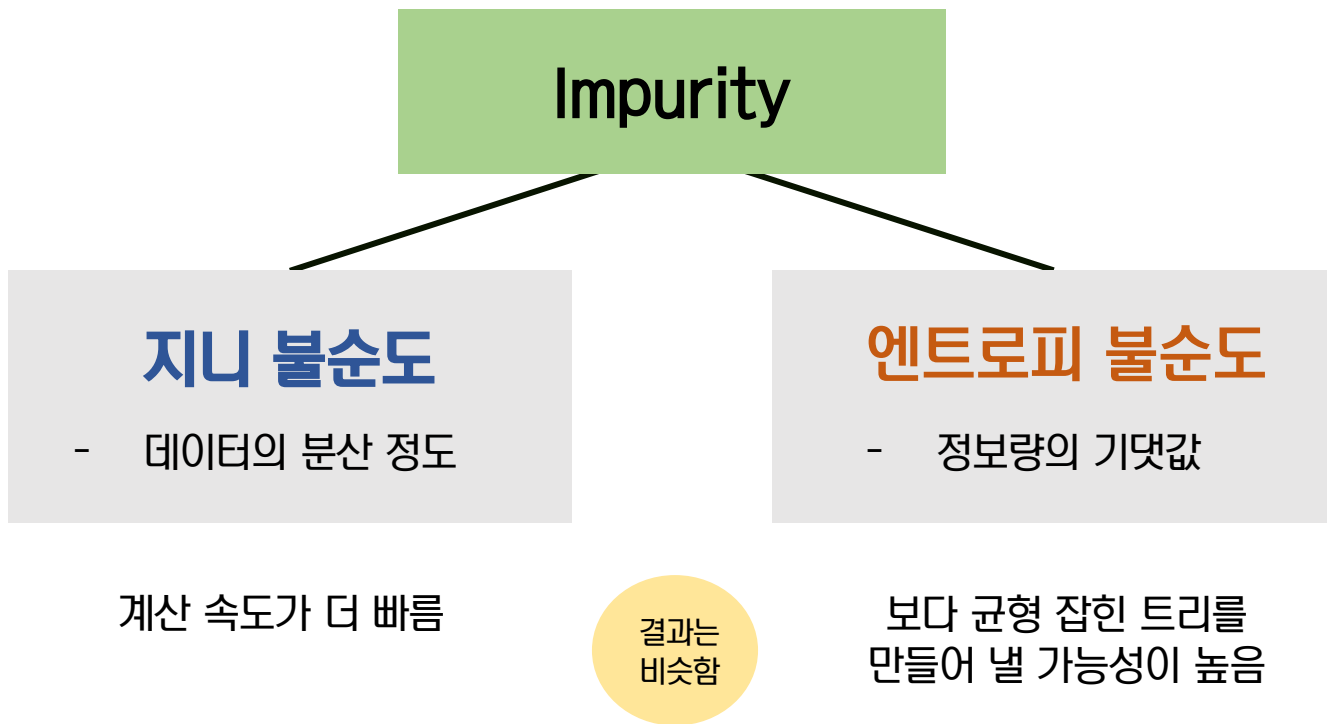 Impurity
지니 불순도
- 데이터의 분산 정도
엔트로피 불순도
- 정보량의 기댓값
계산 속도가 더 빠름
결과는
비슷함
보다 균형 잡힌 트리를
만들어 낼 가능성이 높음